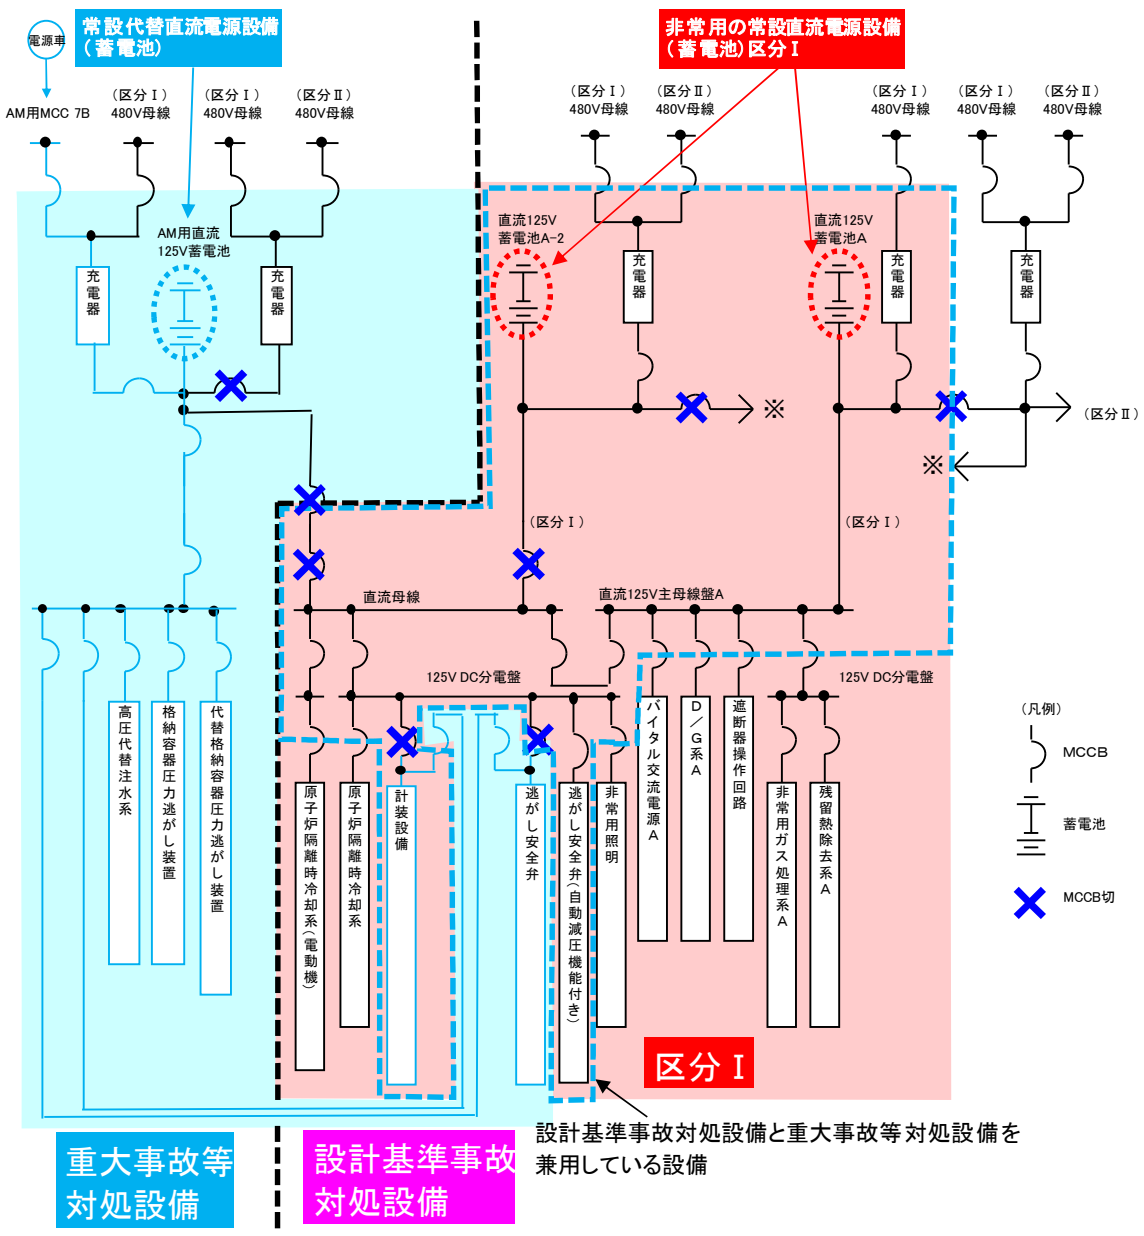 電源車
常設代替直流電源設備
(蓄電池)
非常用の常設直流電源設備
(蓄電池)区分Ⅰ
AM用MCC 7B
(区分Ⅰ)
480V母線
(区分Ⅰ)
480V母線
(区分Ⅱ)
480V母線
(区分Ⅰ)
480V母線
(区分Ⅱ)
480V母線
(区分Ⅰ)
480V母線
(区分Ⅰ)
480V母線
(区分Ⅱ)
480V母線
AM用直流
125V蓄電池
直流125V
蓄電池A-2
直流125V
蓄電池A
充電器
充電器
充電器
充電器
充電器
※
(区分Ⅱ)
※
(区分Ⅰ)
(区分Ⅰ)
直流母線
直流125V主母線盤A
125V DC分電盤
125V DC分電盤
高圧代替注水系
格納容器圧力逃がし装置
代替格納容器圧力逃がし装置
原子炉隔離時冷却系(電動機)
原子炉隔離時冷却系
計装設備
逃がし安全弁
逃がし安全弁(自動減圧機能付き)
非常用照明
バイタル交流電源A
D/G系A
遮断器操作回路
非常用ガス処理系A
残留熱除去系A
(凡例)
MCCB
蓄電池
MCCB切
区分Ⅰ
設計基準事故対処設備と重大事故等対処設備を
兼用している設備
重大事故等
対処設備
設計基準事故
対処設備